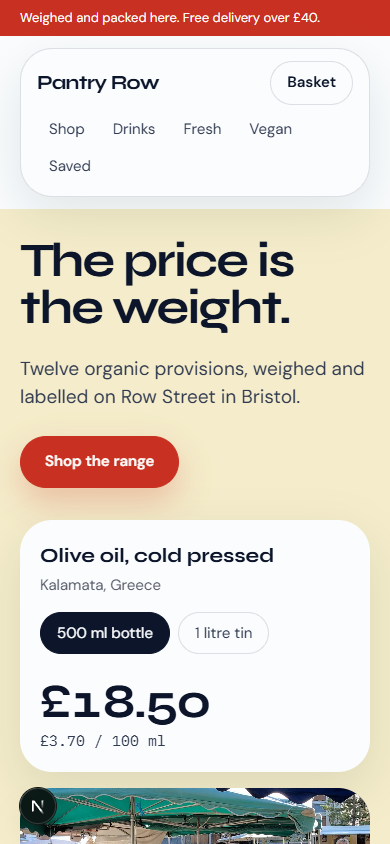 Weighed and packed here. Free delivery over £40.
Pantry Row
Basket
Shop Drinks Fresh Vegan
Saved
The price is
the weight.
Twelve organic provisions, weighed and
labelled on Row Street in Bristol.
Shop the range
Olive oil, cold pressed
Kalamata, Greece
500 ml bottle
1 litre tin
£18.50
£3.70 / 100 ml
N